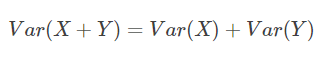 Var(X + Y) = Var(X) + Var(Y)